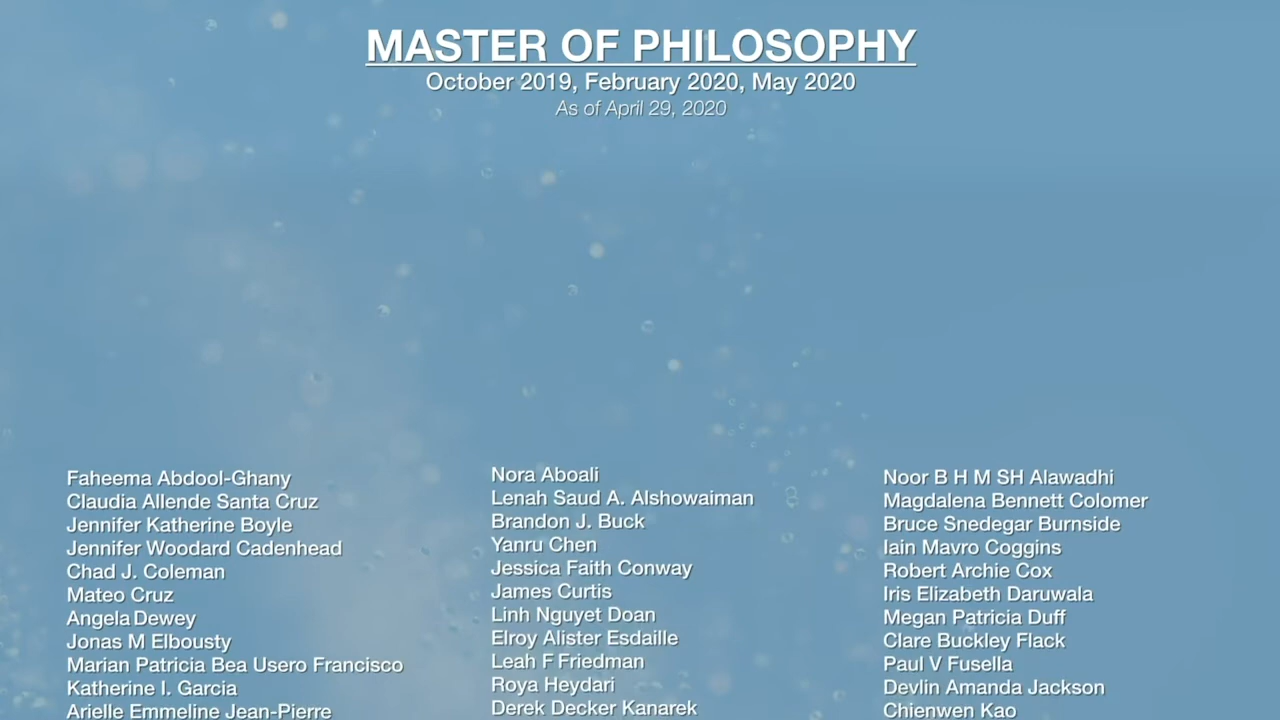 MASTER OF PHILOSOPHY
October 2019, February 2020, May 2020
As of April 29, 2020
Faheema Abdool-Ghany
Claudia Allende Santa Cruz
Jennifer Katherine Boyle
Jennifer Woodard Cadenhead
Chad J. Coleman
Mateo Cruz
Angela Dewey
Jonas M Elbousty
Marian Patricia Bea Usero Francisco
Katherine I. Garcia
Arielle Emmeline Jean-Pierre
Nora Aboali
Lenah Saud A. Alshowaiman
Brandon J. Buck
Yanru Chen
Jessica Faith Conway
James Curtis
Linh Nguyet Doan
Elroy Alister Esdaille
Leah F Friedman
Roya Heydari
Derek Decker Kanarek
Noor B H M SH Alawadhi
Magdalena Bennett Colomer
Bruce Snedegar Burnside
Iain Mavro Coggins
Robert Archie Cox
Iris Elizabeth Daruwala
Megan Patricia Duff
Clare Buckley Flack
Paul V Fusella
Devlin Amanda Jackson
Chienwen Kao